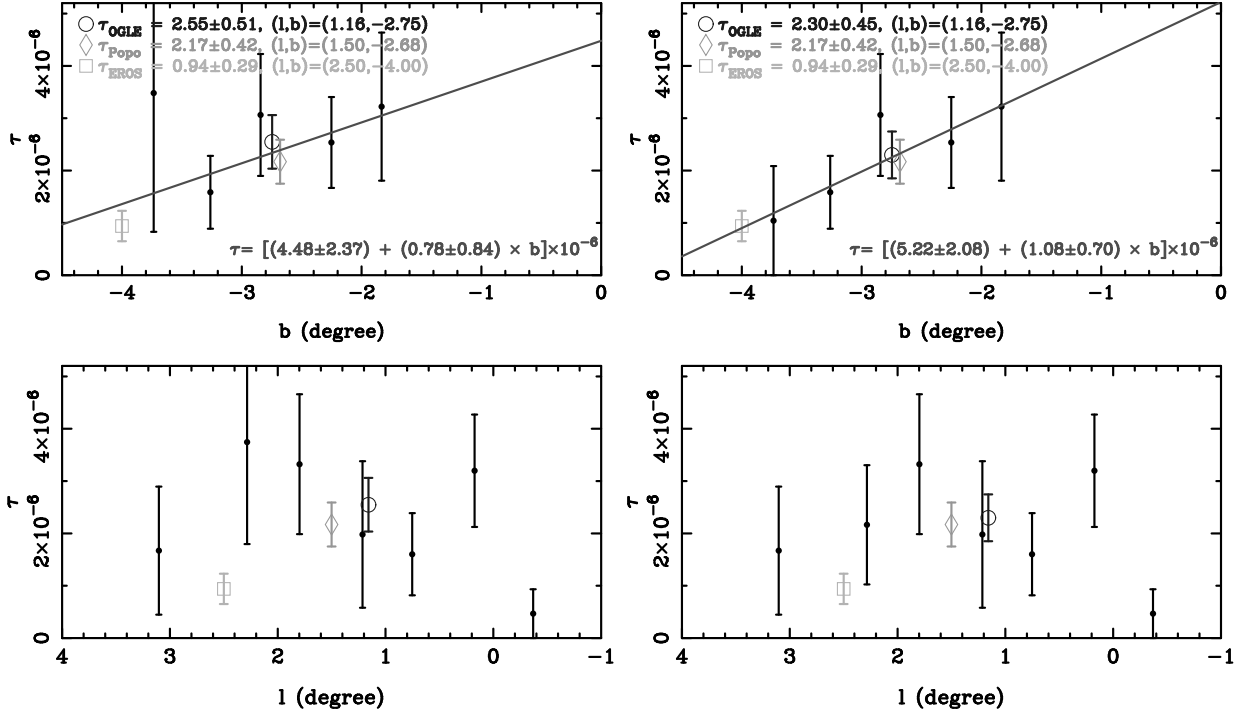 τOGLE = 2.55±0.51, (l,b)=(1.16,−2.75)
τPopo = 2.17±0.42, (l,b)=(1.50,−2.68)
τEROS = 0.94±0.29, (l,b)=(2.50,−4.00)
4×10−6
τ
2×10−6
0
τ= [(4.48±2.37) + (0.78±0.84) × b]×10−6
−4 −3 −2 −1 0
b (degree)
τOGLE = 2.30±0.45, (l,b)=(1.16,−2.75)
τPopo = 2.17±0.42, (l,b)=(1.50,−2.68)
τEROS = 0.94±0.29, (l,b)=(2.50,−4.00)
4×10−6
τ
2×10−6
0
τ= [(5.22±2.08) + (1.08±0.70) × b]×10−6
−4 −3 −2 −1 0
b (degree)
4×10−6
τ
2×10−6
0
4 3 2 1 0 −1
l (degree)
4×10−6
τ
2×10−6
0
4 3 2 1 0 −1
l (degree)